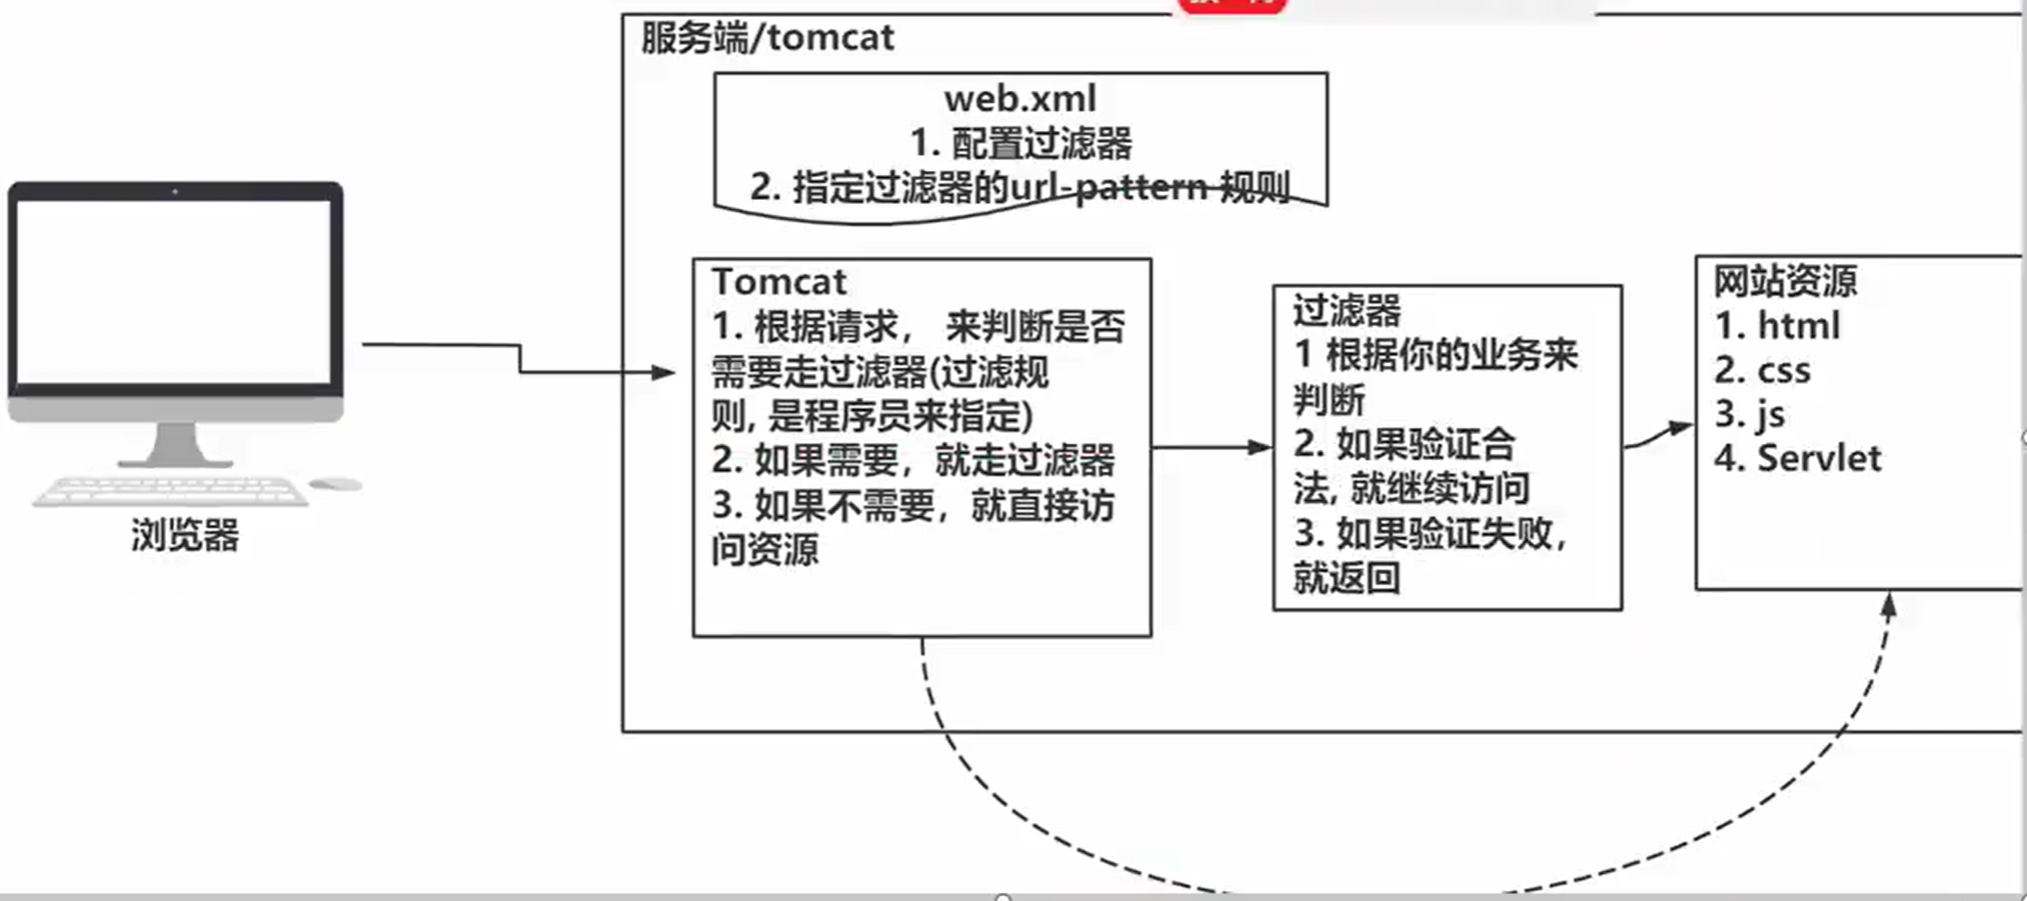 服务端/tomcat
web.xml
1. 配置过滤器
2. 指定过滤器的url-pattern 规则
Tomcat
1. 根据请求， 来判断是否
需要走过滤器(过滤规
则, 是程序员来指定)
2. 如果需要，就走过滤器
3. 如果不需要，就直接访
问资源
过滤器
1 根据你的业务来
判断
2. 如果验证合
法, 就继续访问
3. 如果验证失败，
就返回
网站资源
1. html
2. css
3. js
4. Servlet
浏览器